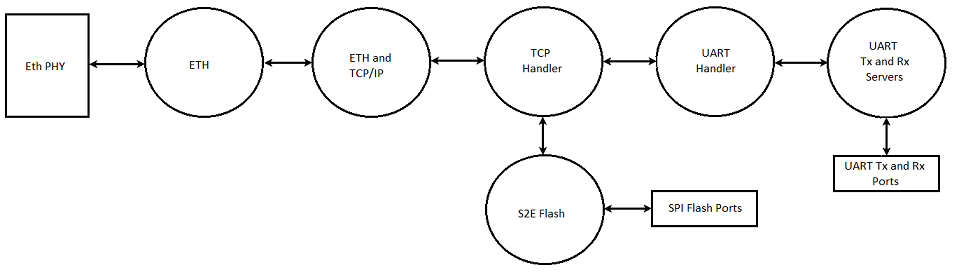 Eth PHY
ETH
ETH and
TCP/IP
TCP
Handler
UART
Handler
UART
Tx and Rx
Servers
UART Tx and Rx
Ports
S2E Flash
SPI Flash Ports